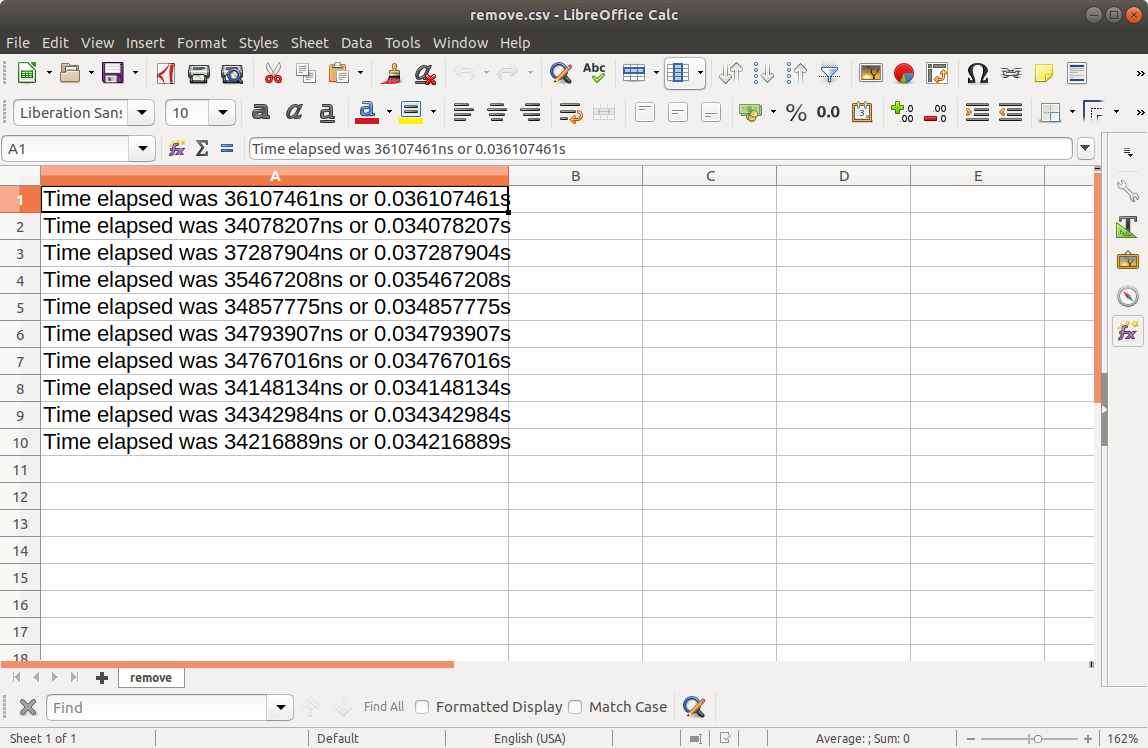 remove.csv - LibreOffice Calc
File Edit View Insert Format Styles Sheet Data Tools Window Help
Abc
Liberation Sans 10 a a a a % 0.0
A1 fx Σ = Time elapsed was 36107461ns or 0.036107461s
A B C D E
1 Time elapsed was 36107461ns or 0.036107461s
2 Time elapsed was 34078207ns or 0.034078207s
3 Time elapsed was 37287904ns or 0.037287904s
4 Time elapsed was 35467208ns or 0.035467208s
5 Time elapsed was 34857775ns or 0.034857775s
6 Time elapsed was 34793907ns or 0.034793907s
7 Time elapsed was 34767016ns or 0.034767016s
8 Time elapsed was 34148134ns or 0.034148134s
9 Time elapsed was 34342984ns or 0.034342984s
10 Time elapsed was 34216889ns or 0.034216889s
11
12
13
14
15
16
17
18
remove
Find Find All Formatted Display Match Case
Sheet 1 of 1 Default English (USA) Average: ; Sum: 0 162%